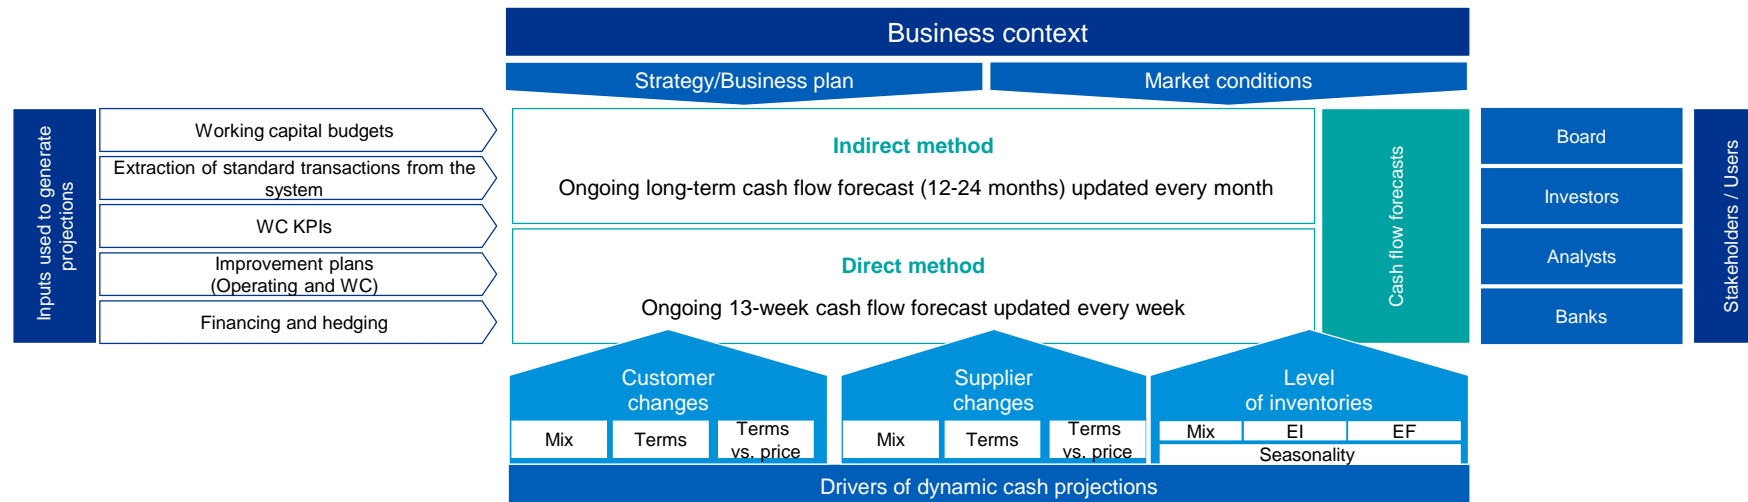 Business context
Strategy/Business plan
Market conditions
Inputs used to generate
projections
Working capital budgets
Extraction of standard transactions from the
system
WC KPIs
Improvement plans
(Operating and WC)
Financing and hedging
Indirect method
Ongoing long-term cash flow forecast (12-24 months) updated every month
Direct method
Ongoing 13-week cash flow forecast updated every week
Cash flow forecasts
Board
Investors
Analysts
Banks
Stakeholders / Users
Customer
changes
Mix
Terms
Terms
vs. price
Supplier
changes
Mix
Terms
Terms
vs. price
Level
of inventories
Mix
EI
EF
Seasonality
Drivers of dynamic cash projections